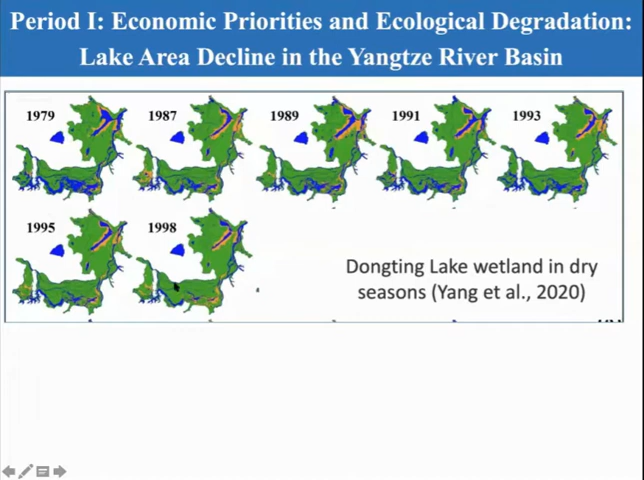 Period I: Economic Priorities and Ecological Degradation:
Lake Area Decline in the Yangtze River Basin
1979
1987
1989
1991
1993
1995
1998
Dongting Lake wetland in dry
seasons (Yang et al., 2020)